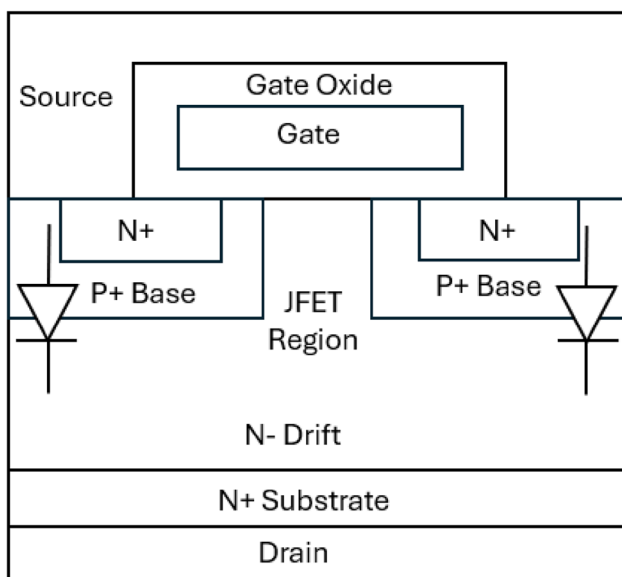 Gate Oxide
Source
Gate
N+
N+
P+ Base
P+ Base
JFET
Region
N- Drift
N+ Substrate
Drain